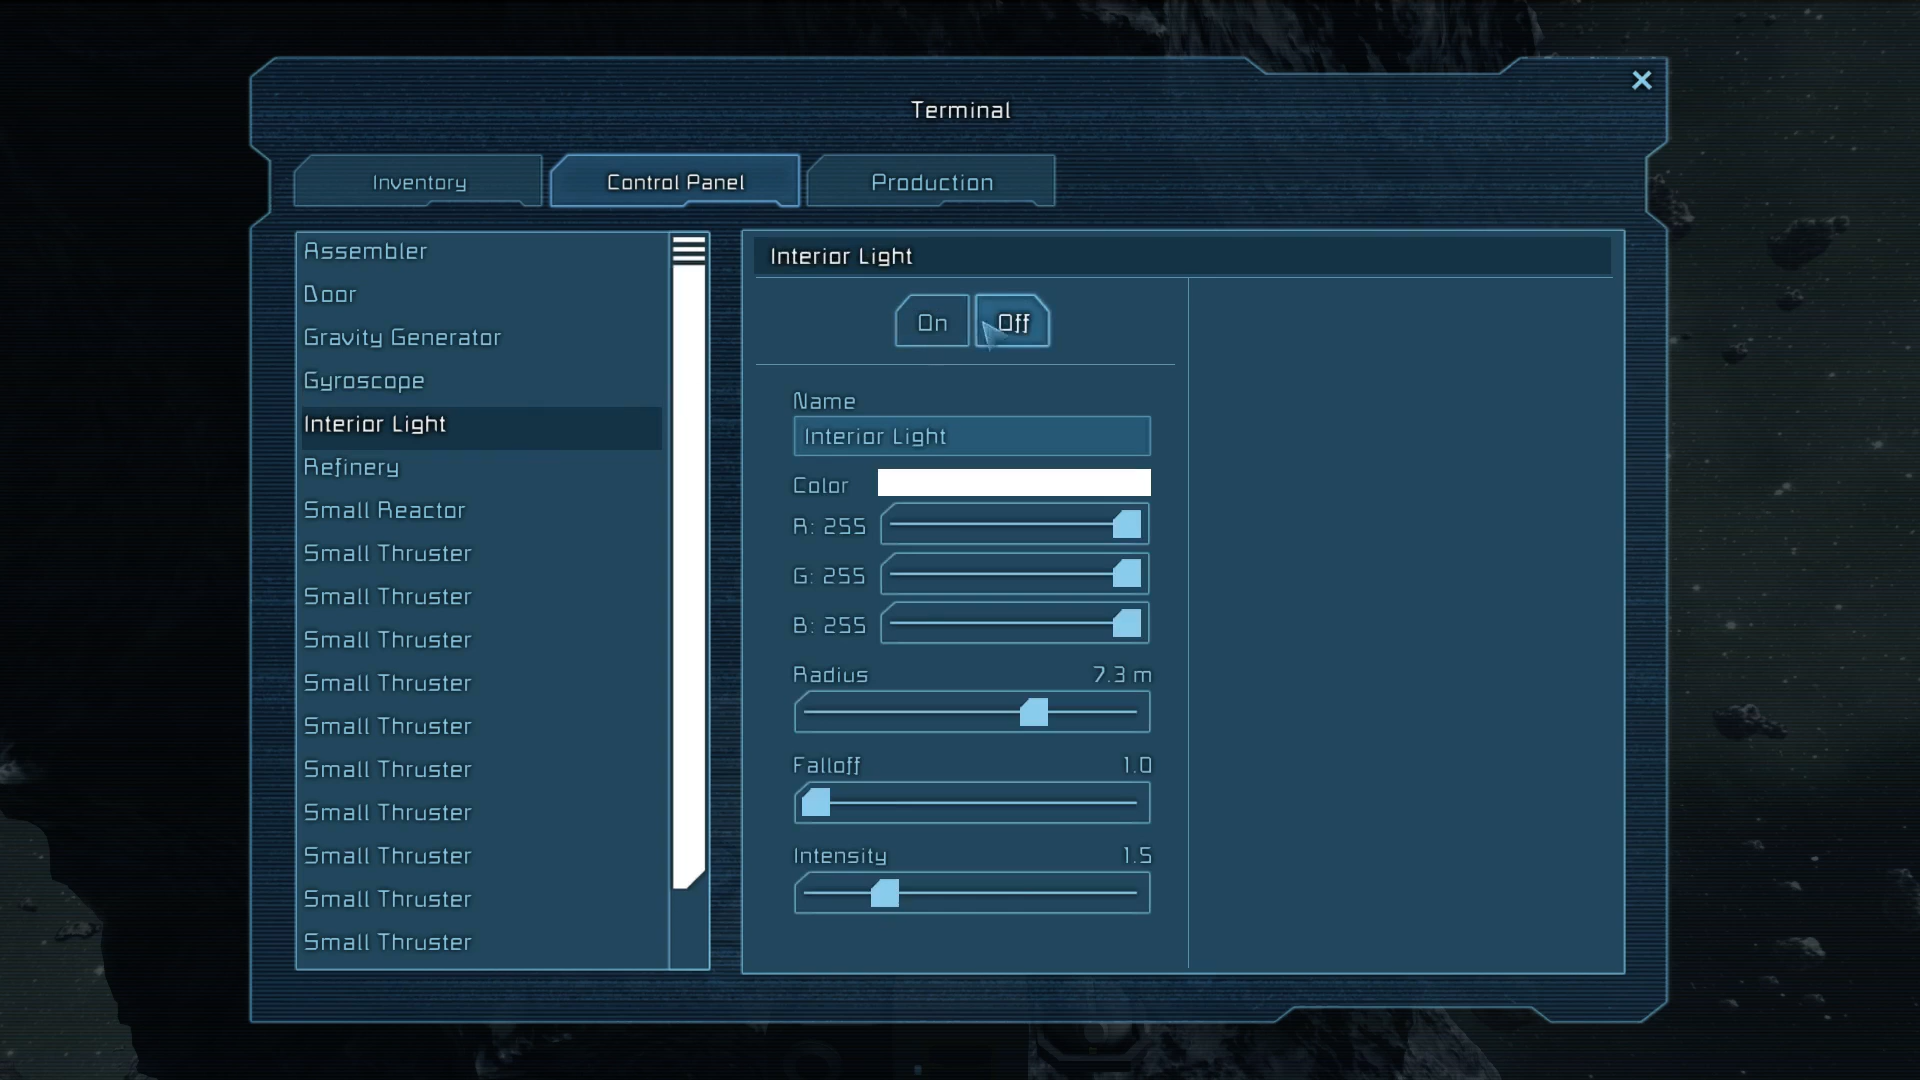 Terminal
Inventory
Control Panel
Production
Assembler
Door
Gravity Generator
Gyroscope
Interior Light
Refinery
Small Reactor
Small Thruster
Small Thruster
Small Thruster
Small Thruster
Small Thruster
Small Thruster
Small Thruster
Small Thruster
Small Thruster
Small Thruster
Interior Light
On
Off
Name
Interior Light
Color
R: 255
G: 255
B: 255
Radius 7.3 m
Falloff 1.0
Intensity 1.5